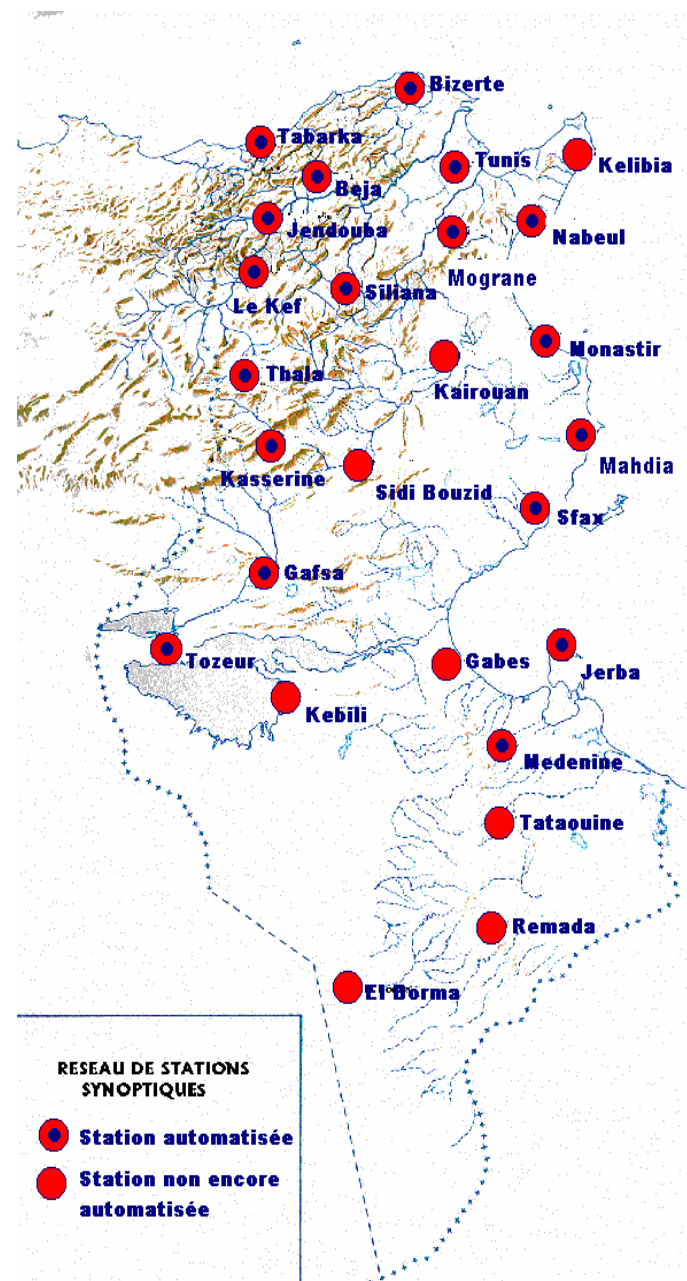 Bizerte
Tabarka
Tunis
Kelibia
Beja
Jendouba
Nabeul
Mograne
Le Kef
Siliana
Monastir
Thala
Kairouan
Mahdia
Kasserine
Sidi Bouzid
Sfax
Gafsa
Tozeur
Gabes
Jerba
Kebili
Medenine
Tataouine
Remada
El Borma
RESEAU DE STATIONS
SYNOPTIQUES
Station automatisée
Station non encore
automatisée